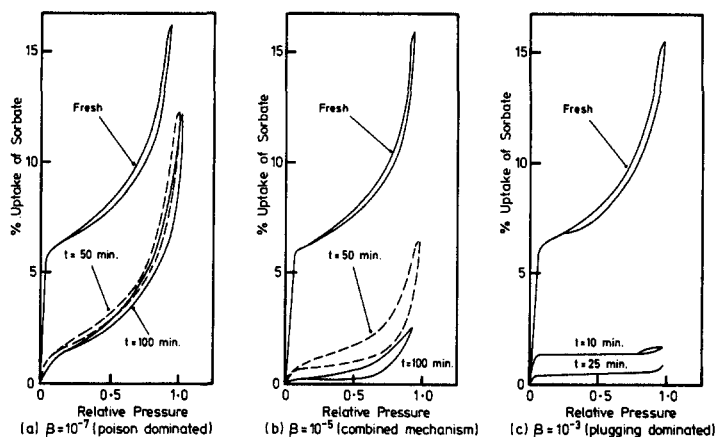 15
10
5
0
% Uptake of Sorbate
Fresh
t = 50 min.
t = 100 min.
0
0·5
1·0
Relative Pressure
(a) β = 10⁻⁷ (poison dominated)
15
10
5
0
% Uptake of Sorbate
Fresh
t = 50 min.
t=100 min.
0
0·5
1·0
Relative Pressure
(b) β = 10⁻⁵ (combined mechanism)
15
10
5
0
% Uptake of Sorbate
Fresh
t = 10 min.
t = 25 min.
0
0·5
1·0
Relative Pressure
(c) β = 10⁻³ (plugging dominated)